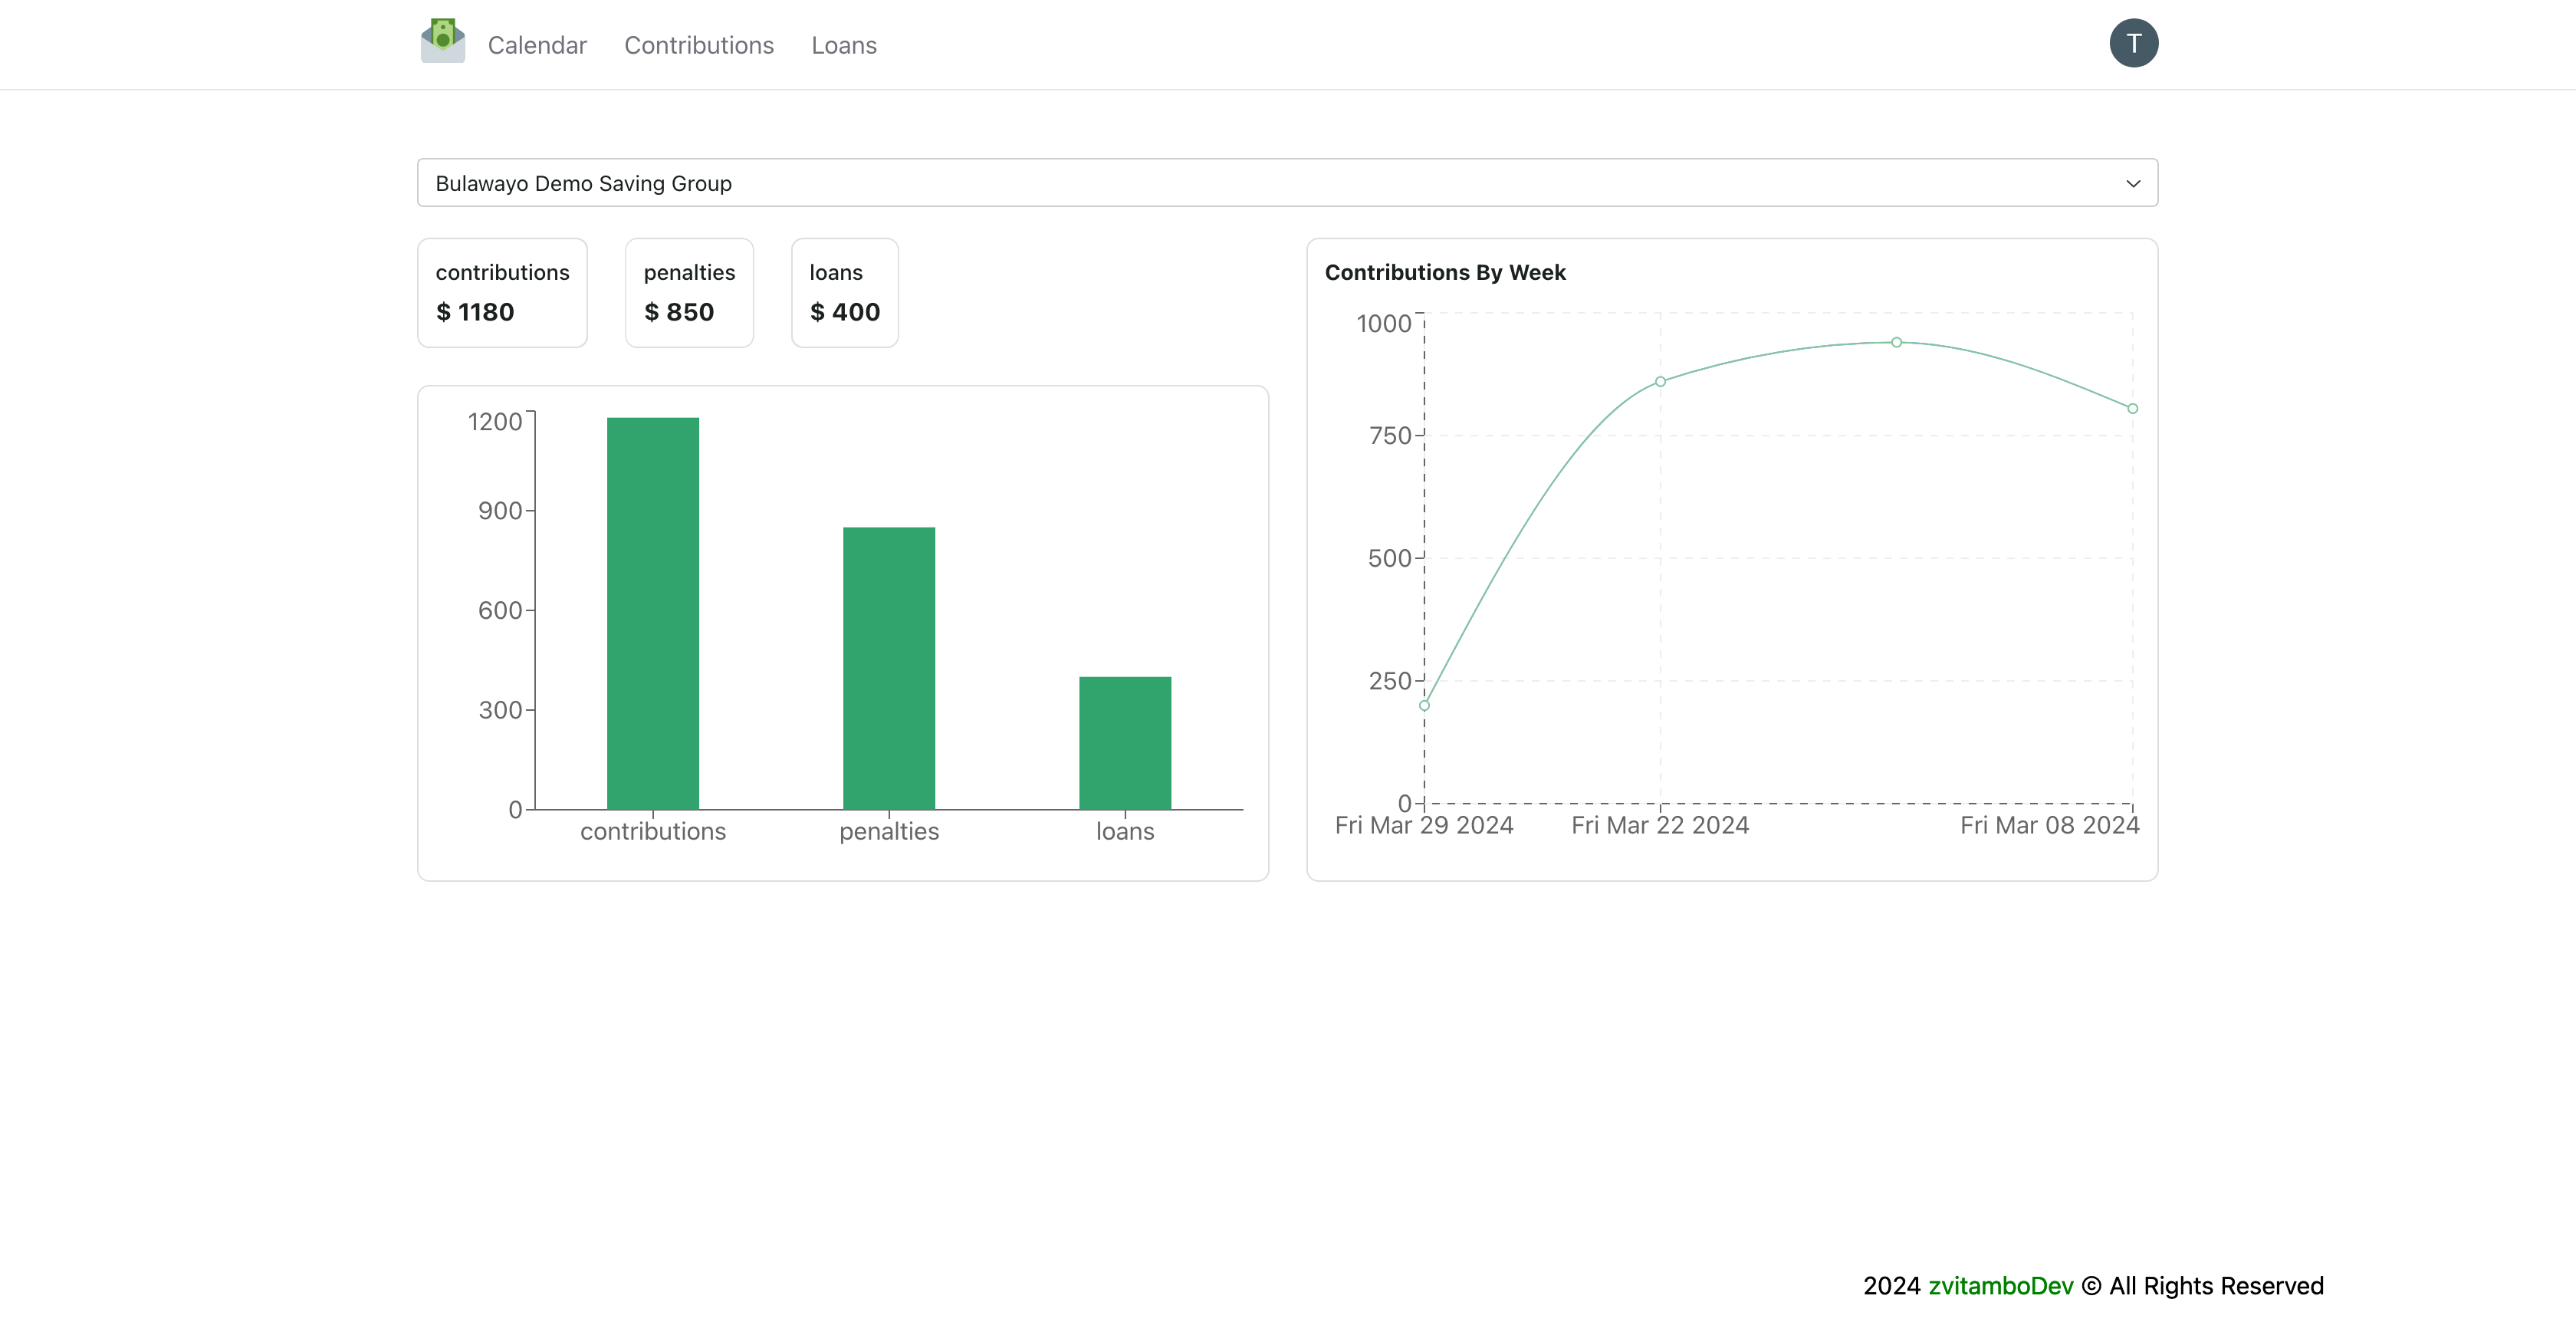 Calendar Contributions Loans T
Bulawayo Demo Saving Group
contributions
$ 1180
penalties
$ 850
loans
$ 400
1200
900
600
300
0
contributions penalties loans
Contributions By Week
1000
750
500
250
0
Fri Mar 29 2024 Fri Mar 22 2024 Fri Mar 08 2024
2024 zvitamboDev © All Rights Reserved